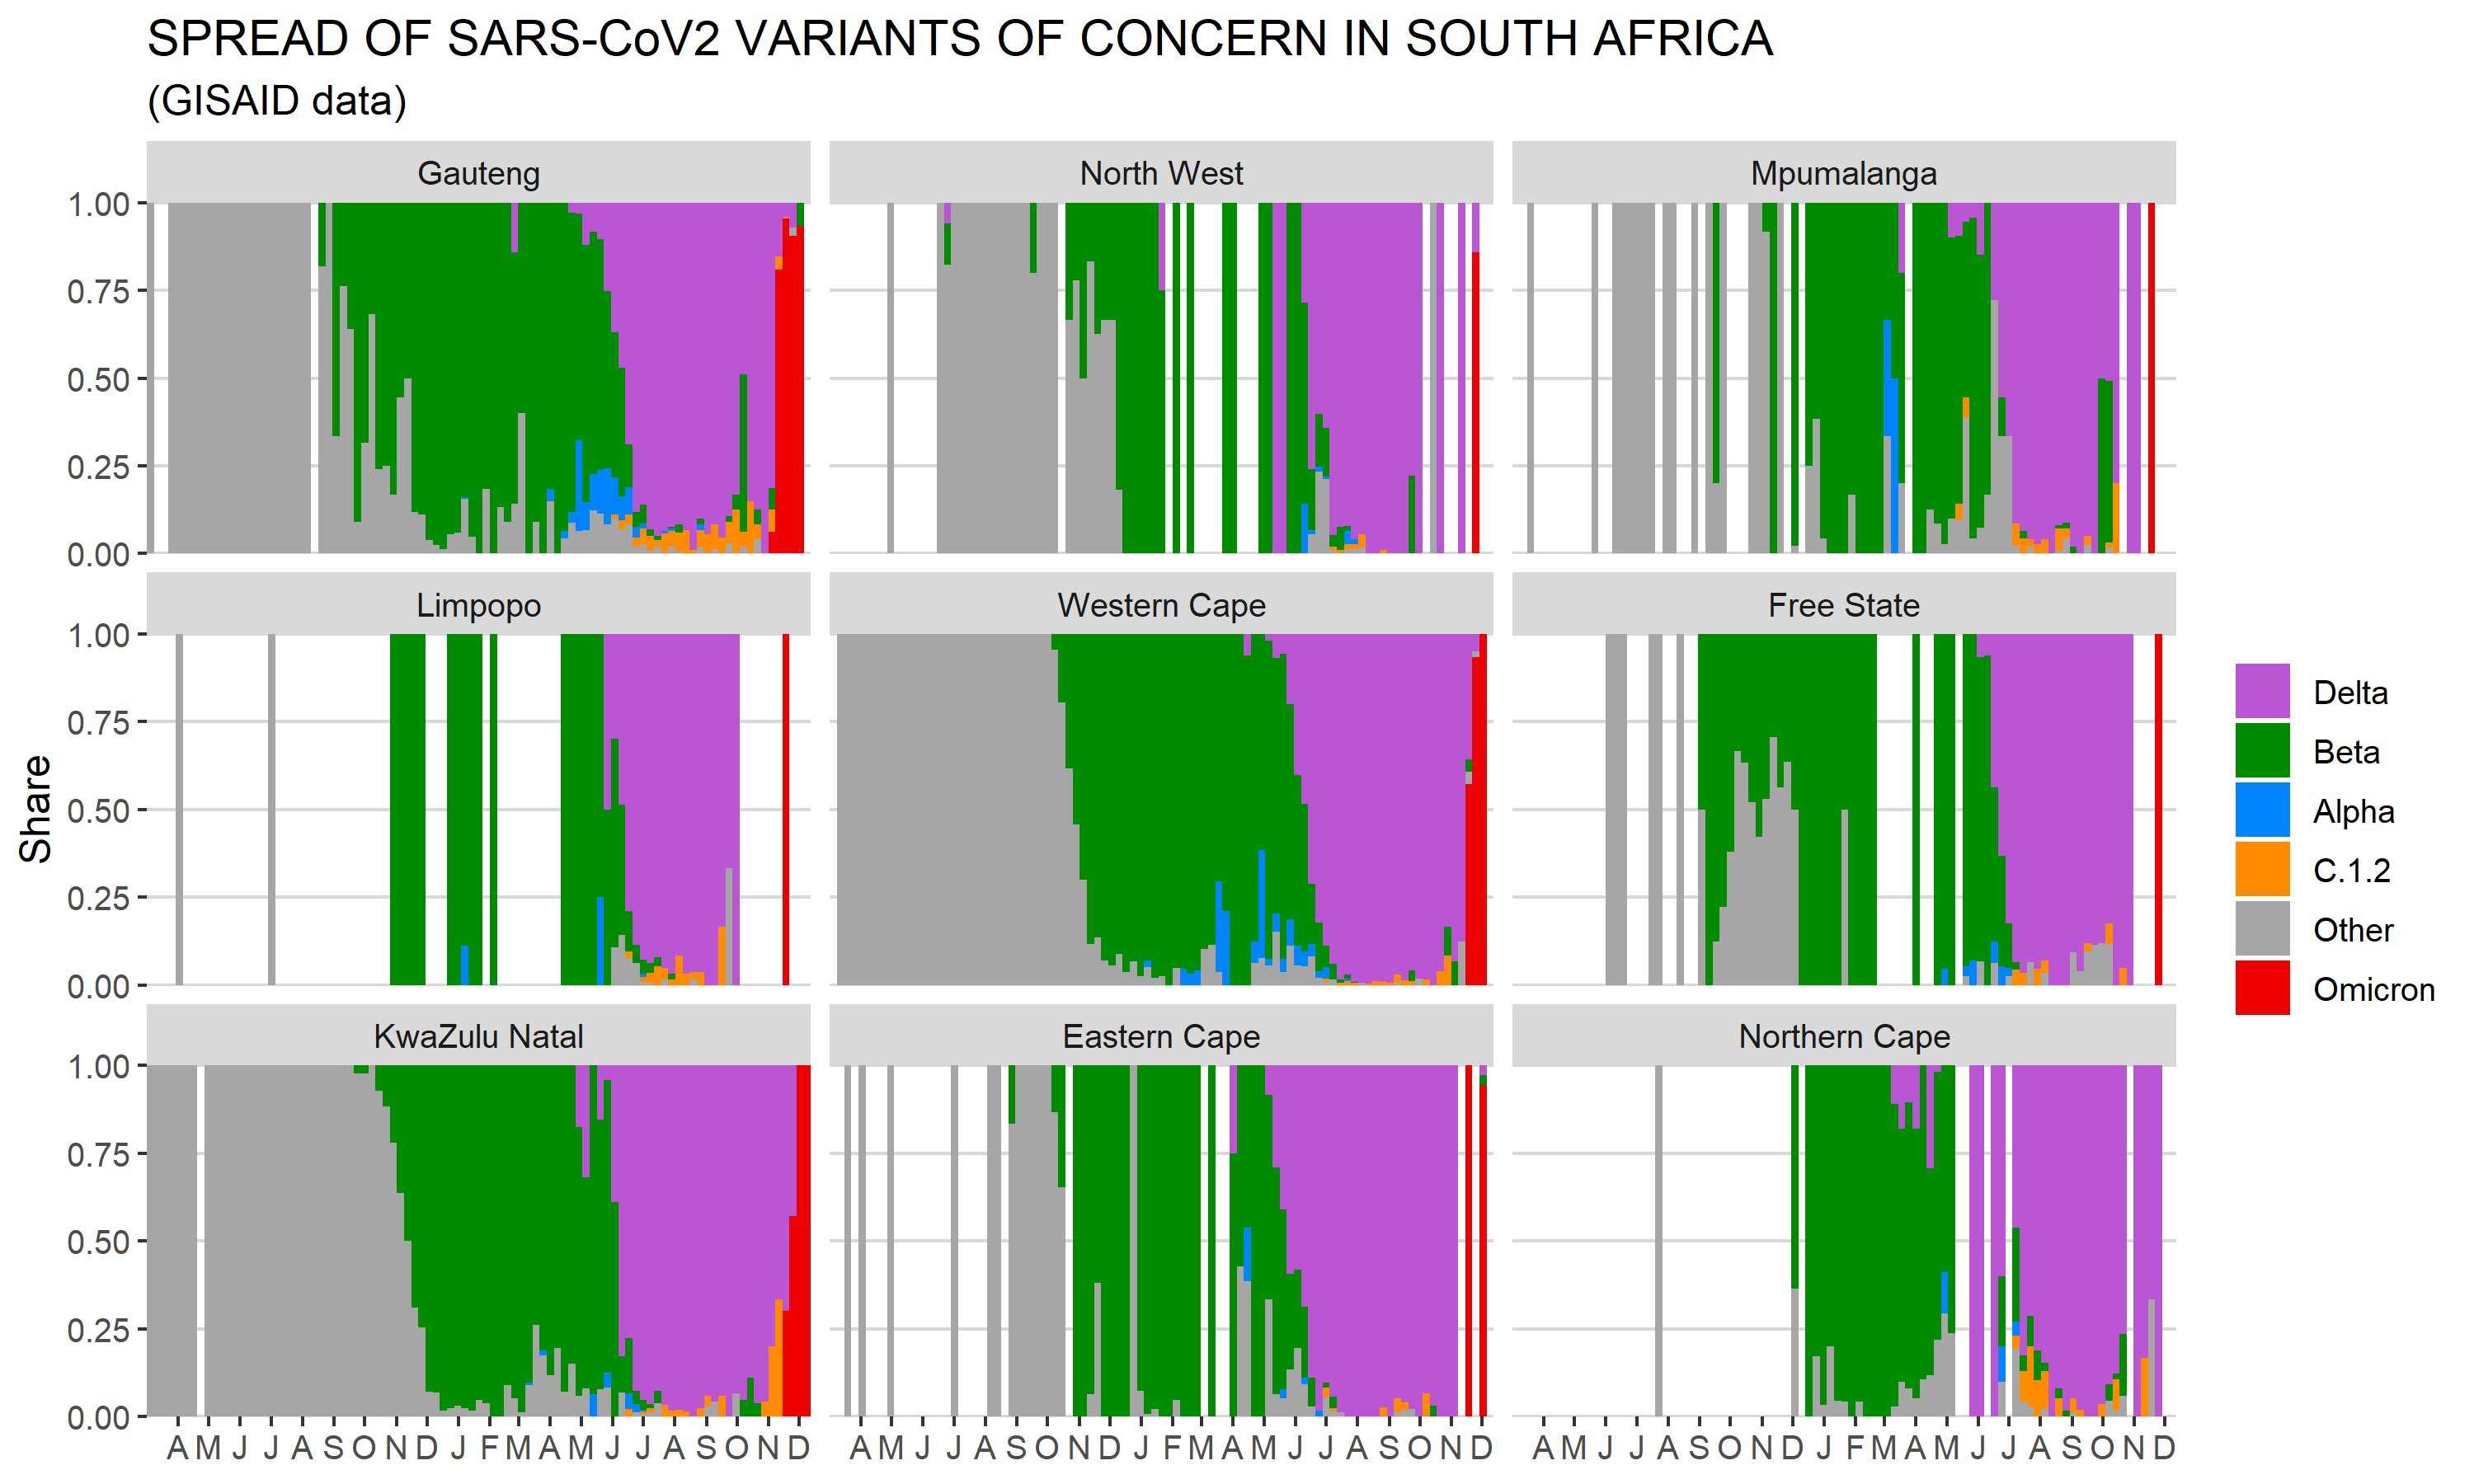 SPREAD OF SARS-CoV2 VARIANTS OF CONCERN IN SOUTH AFRICA
(GISAID data)
Gauteng
North West
Mpumalanga
1.00
0.75
0.50
0.25
0.00
Limpopo
Western Cape
Free State
1.00
0.75
0.50
0.25
0.00
Share
KwaZulu Natal
Eastern Cape
Northern Cape
1.00
0.75
0.50
0.25
0.00
A M J J A S O N D J F M A M J J A S O N D
A M J J A S O N D J F M A M J J A S O N D
A M J J A S O N D J F M A M J J A S O N D
Delta
Beta
Alpha
C.1.2
Other
Omicron